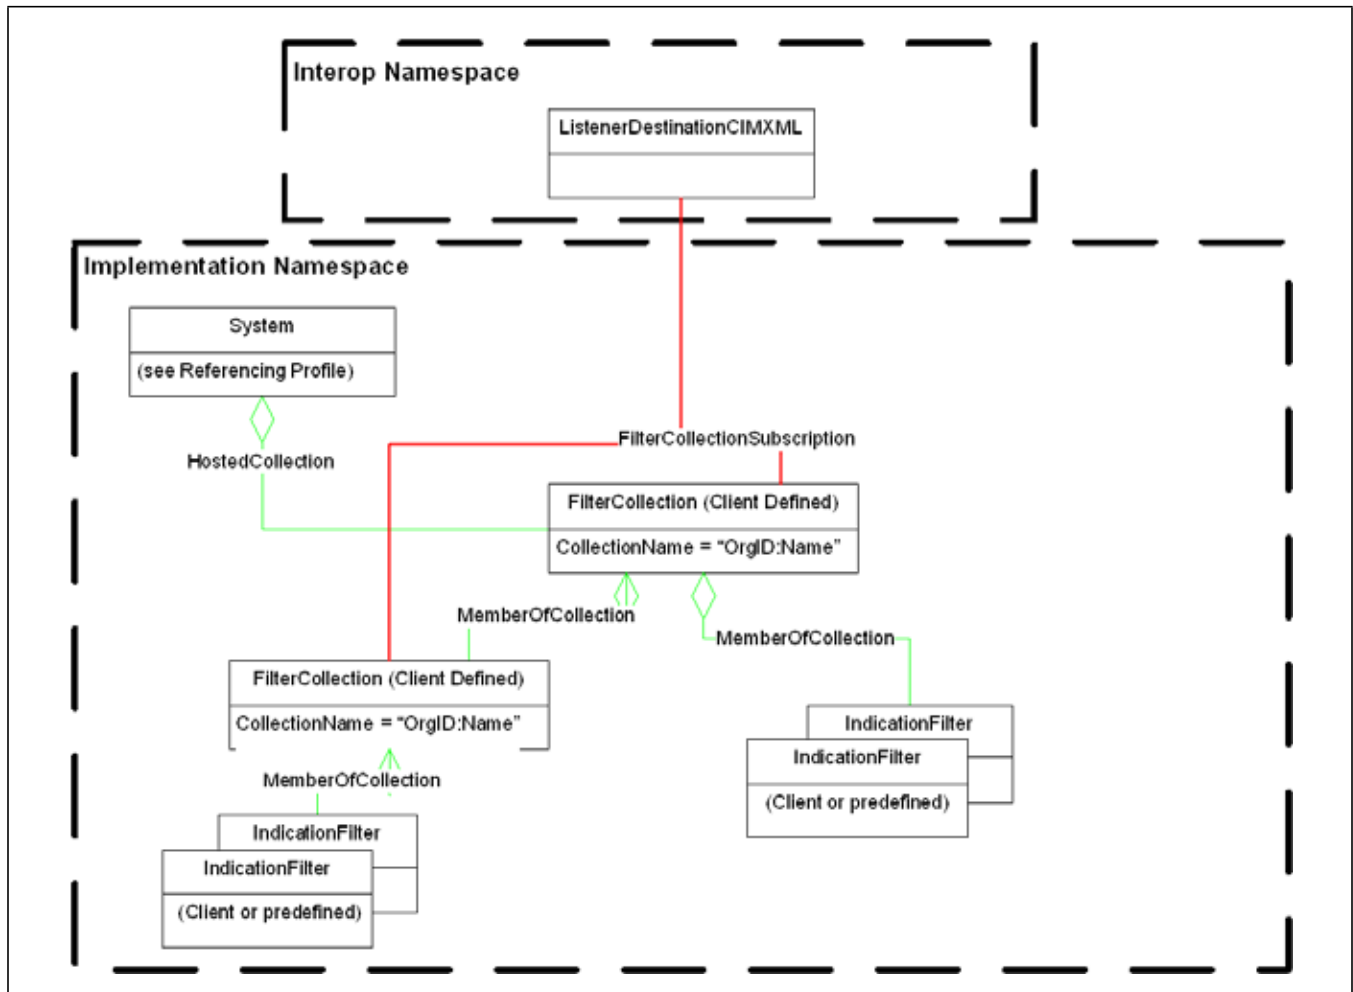 Interop Namespace
ListenerDestinationCIMXML
Implementation Namespace
System
(see Referencing Profile)
FilterCollectionSubscription
HostedCollection
FilterCollection (Client Defined)
CollectionName = “OrgID:Name”
MemberOfCollection
MemberOfCollection
FilterCollection (Client Defined)
CollectionName = “OrgID:Name”
IndicationFilter
IndicationFilter
(Client or predefined)
MemberOfCollection
IndicationFilter
IndicationFilter
(Client or predefined)